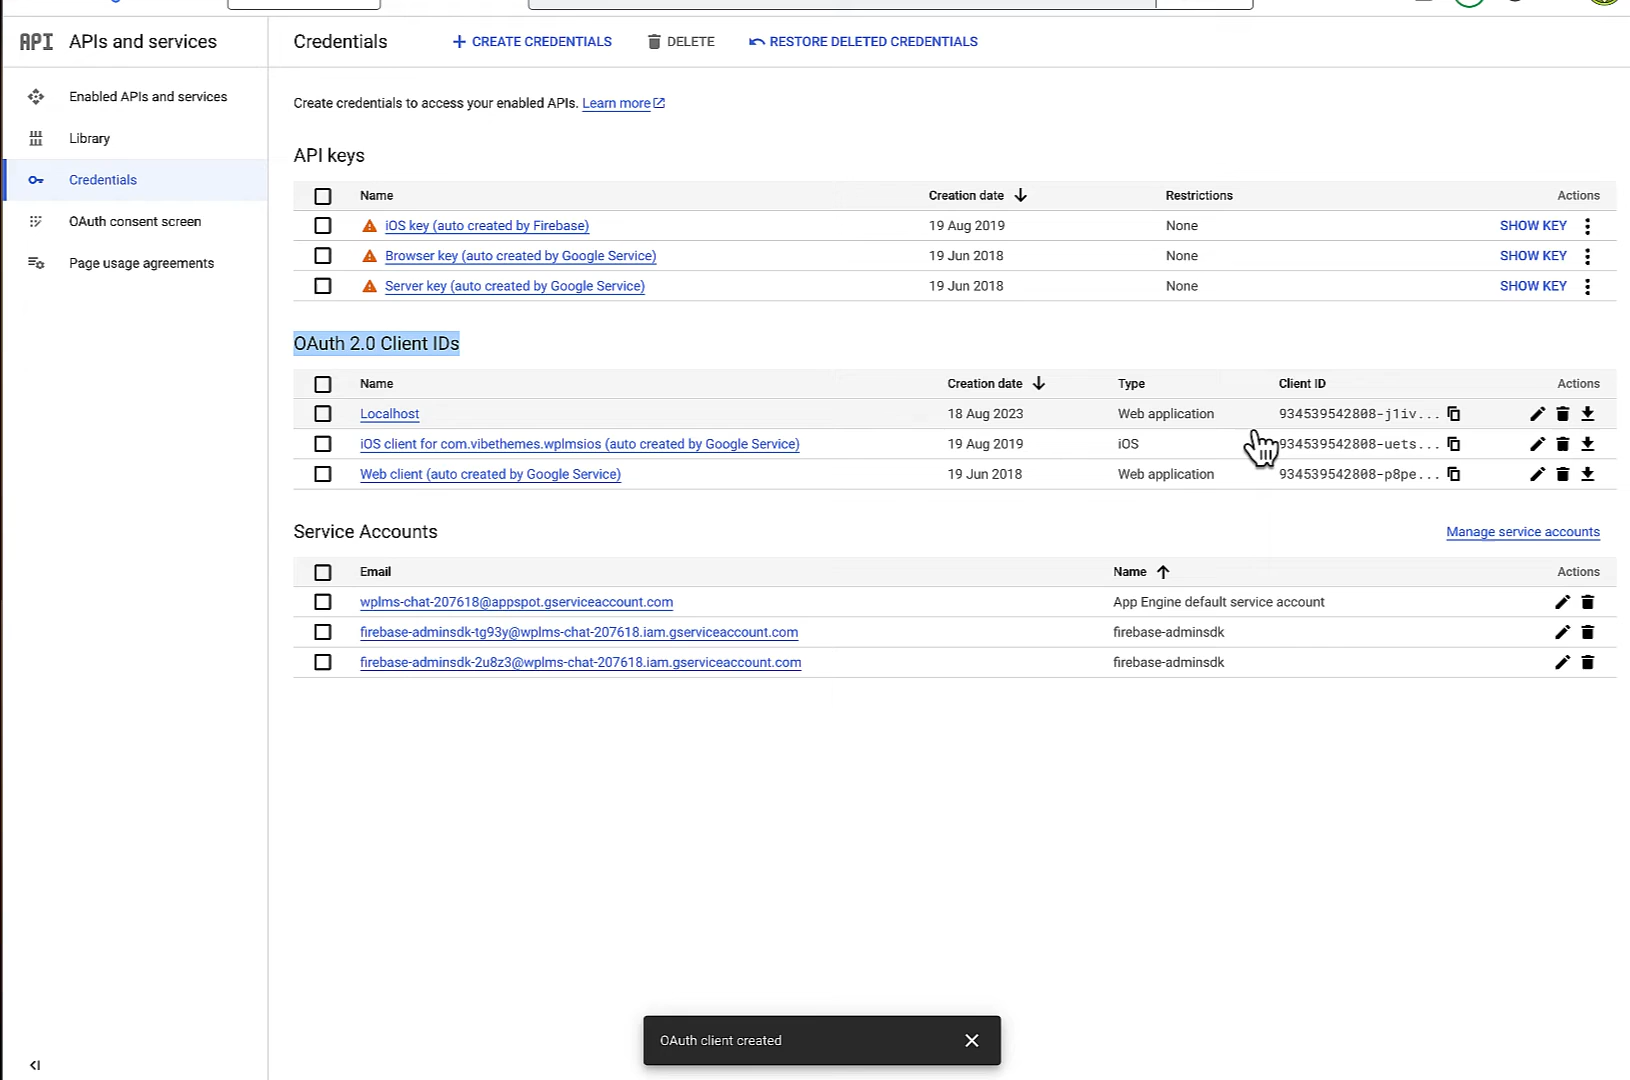 API APIs and services
Credentials
CREATE CREDENTIALS
DELETE
RESTORE DELETED CREDENTIALS
Enabled APIs and services
Library
Credentials
OAuth consent screen
Page usage agreements
Create credentials to access your enabled APIs. Learn more
API keys
Name Creation date Restrictions Actions
iOS key (auto created by Firebase) 19 Aug 2019 None SHOW KEY
Browser key (auto created by Google Service) 19 Jun 2018 None SHOW KEY
Server key (auto created by Google Service) 19 Jun 2018 None SHOW KEY
OAuth 2.0 Client IDs
Name Creation date Type Client ID Actions
Localhost 18 Aug 2023 Web application 934539542808-j1iv...
iOS client for com.vibethemes.wplmsios (auto created by Google Service) 19 Aug 2019 iOS 934539542808-uets...
Web client (auto created by Google Service) 19 Jun 2018 Web application 934539542808-p8pe...
Service Accounts Manage service accounts
Email Name Actions
wplms-chat-207618@appspot.gserviceaccount.com App Engine default service account
firebase-adminsdk-tg93y@wplms-chat-207618.iam.gserviceaccount.com firebase-adminsdk
firebase-adminsdk-2u8z3@wplms-chat-207618.iam.gserviceaccount.com firebase-adminsdk
OAuth client created